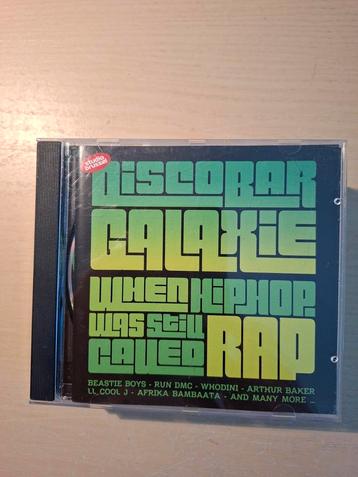 studio
brussel
DISCOBAR
GALAXIE
WHEN HIPHOP
WAS STILL
CALLED
RAP
BEASTIE BOYS - RUN DMC - WHODINI - ARTHUR BAKER
LL COOL J - AFRIKA BAMBAATA - AND MANY MORE ...